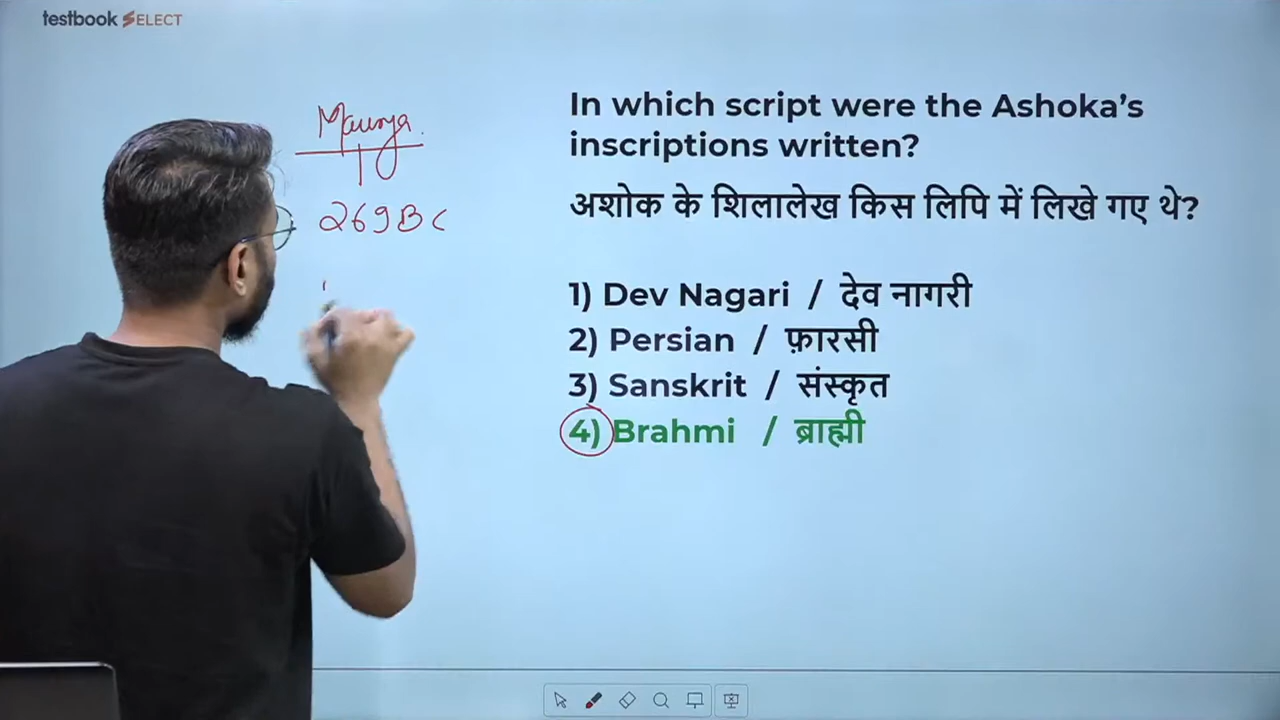 testbook SELECT
Maurya.
269 BC
In which script were the Ashoka's
inscriptions written?
अशोक के शिलालेख किस लिपि में लिखे गए थे?
1) Dev Nagari / देव नागरी
2) Persian / फ़ारसी
3) Sanskrit / संस्कृत
4) Brahmi / ब्राह्मी